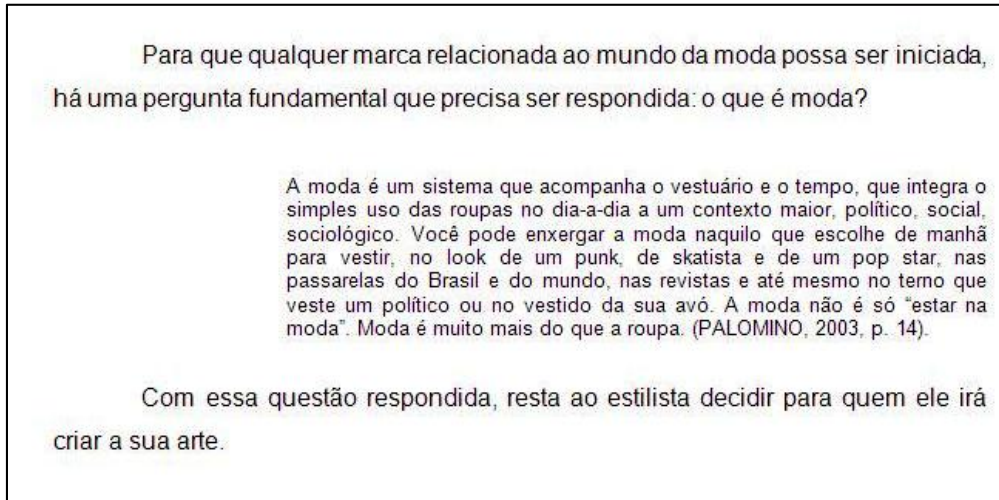 Para que qualquer marca relacionada ao mundo da moda possa ser iniciada,
há uma pergunta fundamental que precisa ser respondida: o que é moda?
A moda é um sistema que acompanha o vestuário e o tempo, que integra o
simples uso das roupas no dia-a-dia a um contexto maior, político, social,
sociológico. Você pode enxergar a moda naquilo que escolhe de manhã
para vestir, no look de um punk, de skatista e de um pop star, nas
passarelas do Brasil e do mundo, nas revistas e até mesmo no terno que
veste um político ou no vestido da sua avó. A moda não é só “estar na
moda”. Moda é muito mais do que a roupa. (PALOMINO, 2003, p. 14).
Com essa questão respondida, resta ao estilista decidir para quem ele irá
criar a sua arte.